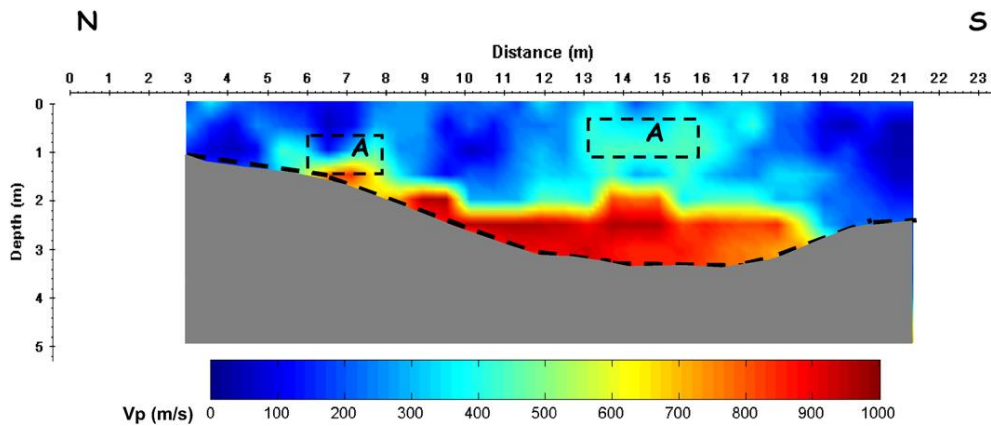 N S
Distance (m)
0 1 2 3 4 5 6 7 8 9 10 11 12 13 14 15 16 17 18 19 20 21 22 23
Depth (m)
0
1
2
3
4
5
A A
Vp (m/s)
0 100 200 300 400 500 600 700 800 900 1000